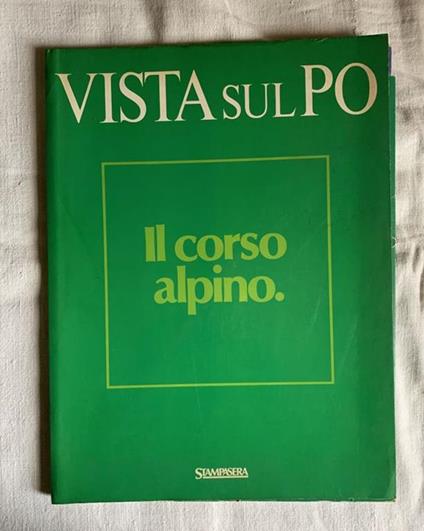 VISTA SUL PO
Il corso
alpino.
STAMPASERA